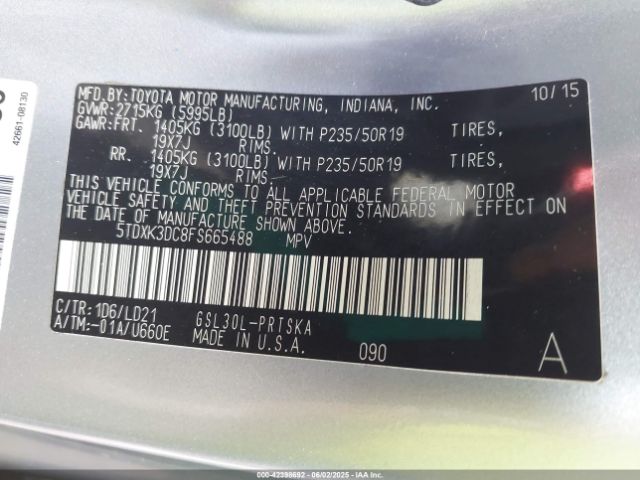 42661-08130
MFD. BY: TOYOTA MOTOR MANUFACTURING, INDIANA, INC. 10/15
GVWR: 2715KG (5995LB)
GAWR: FRT. 1405KG (3100LB) WITH P235/50R19 TIRES,
19X7J RIMS.
RR. 1405KG (3100LB) WITH P235/50R19 TIRES,
19X7J RIMS.
THIS VEHICLE CONFORMS TO ALL APPLICABLE FEDERAL MOTOR
VEHICLE SAFETY AND THEFT PREVENTION STANDARDS IN EFFECT ON
THE DATE OF MANUFACTURE SHOWN ABOVE.
5TDXK3DC8FS665488 MPV
C/TR: 1D6/LD21 GSL30L-PRTSKA
A/TM:-01A/U660E MADE IN U.S.A. 090 A
000-42398692 - 06/02/2025 - IAAI.com